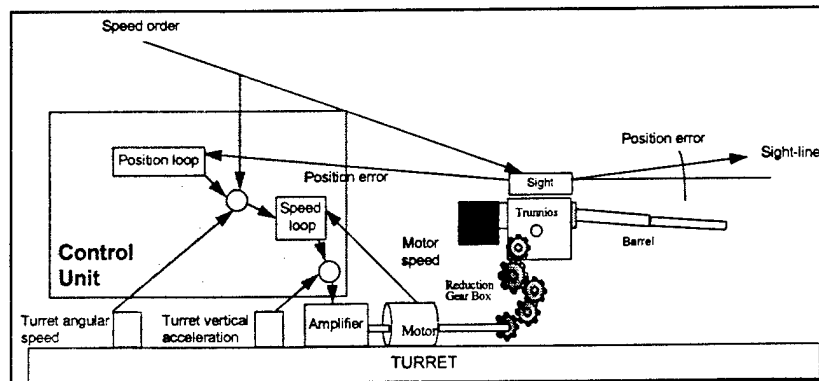 Speed order
Position error
Sight-line
Position loop
Position error
Sight
Speed
loop
Trunnios
Control
Unit
Motor
speed
Barrel
Reduction
Gear Box
Turret angular
speed
Turret vertical
acceleration
Amplifier
Motor
TURRET